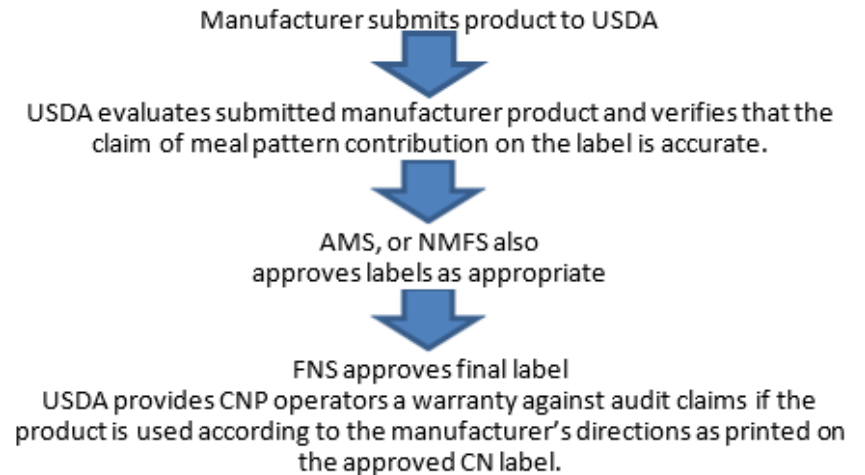 Manufacturer submits product to USDA
USDA evaluates submitted manufacturer product and verifies that the
claim of meal pattern contribution on the label is accurate.
AMS, or NMFS also
approves labels as appropriate
FNS approves final label
USDA provides CNP operators a warranty against audit claims if the
product is used according to the manufacturer’s directions as printed on
the approved CN label.